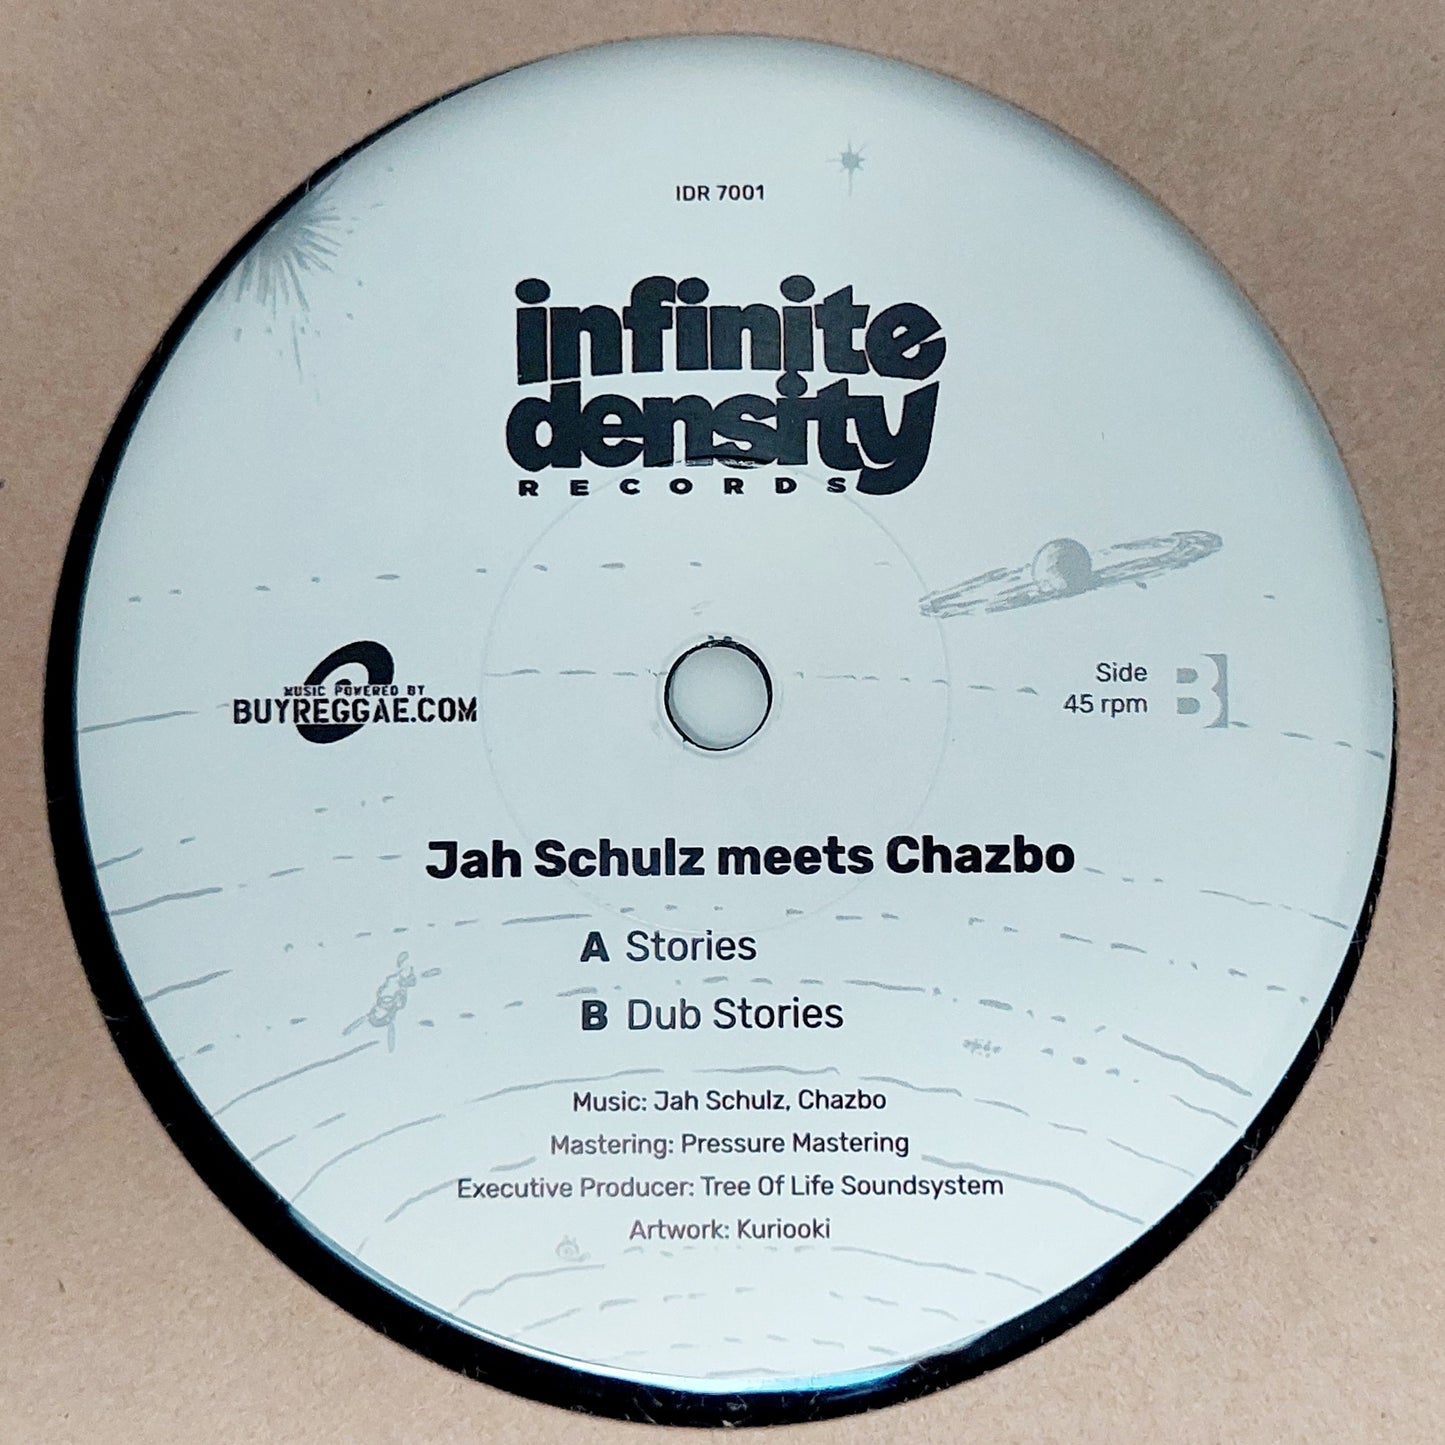 IDR 7001
infinite
density
RECORDS
MUSIC POWERED BY
BUYREGGAE.COM
Side
45 rpm
B
Jah Schulz meets Chazbo
A Stories
B Dub Stories
Music: Jah Schulz, Chazbo
Mastering: Pressure Mastering
Executive Producer: Tree Of Life Soundsystem
Artwork: Kuriooki